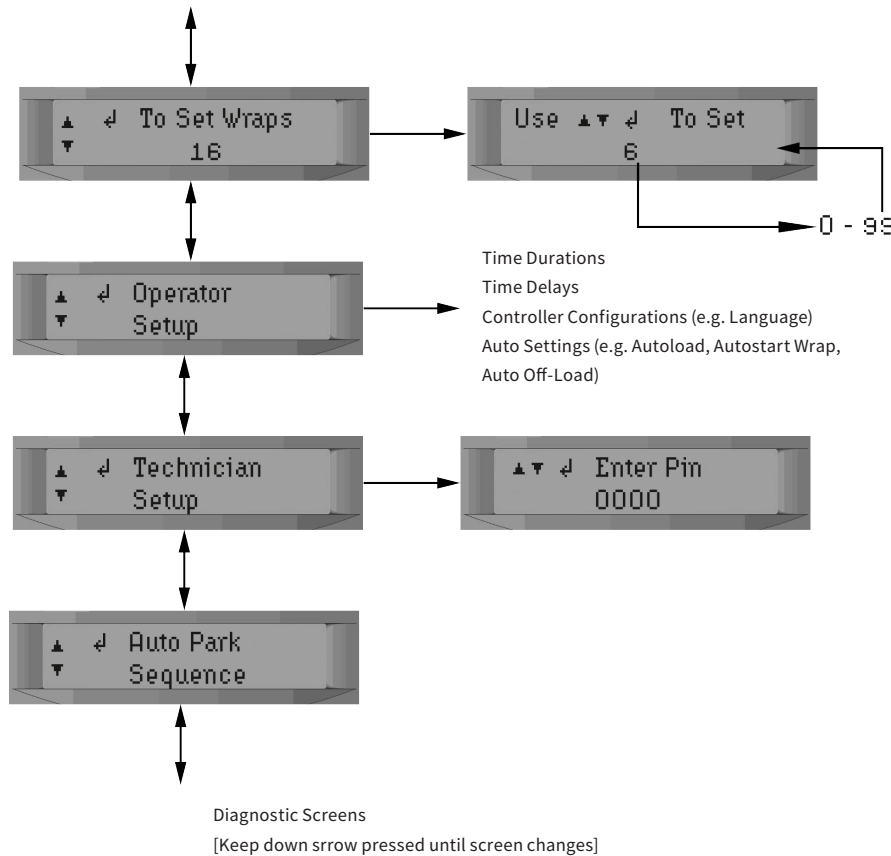 ▲ ↲ To Set Wraps
▼ 16
Use ▲▼ ↲ To Set
6
0 - 99
▲ ↲ Operator
▼ Setup
Time Durations
Time Delays
Controller Configurations (e.g. Language)
Auto Settings (e.g. Autoload, Autostart Wrap,
Auto Off-Load)
▲ ↲ Technician
▼ Setup
▲▼ ↲ Enter Pin
0000
▲ ↲ Auto Park
▼ Sequence
Diagnostic Screens
[Keep down srrow pressed until screen changes]